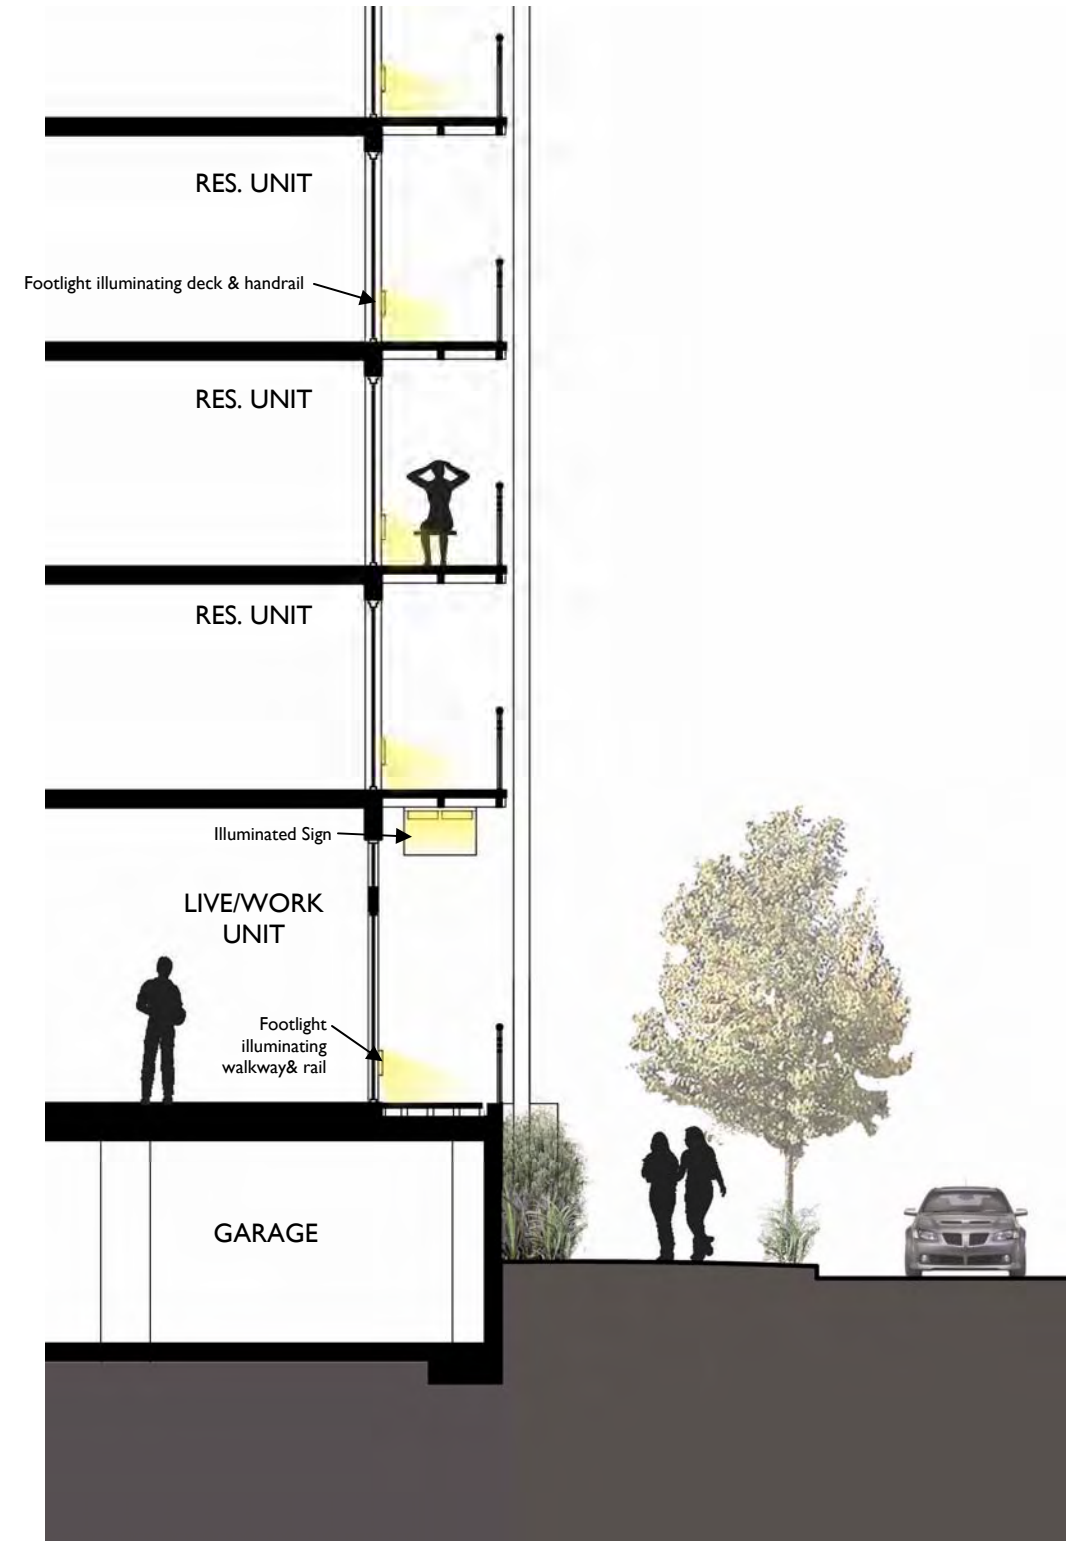 RES. UNIT
Footlight illuminating deck & handrail
RES. UNIT
RES. UNIT
Illuminated Sign
LIVE/WORK
UNIT
Footlight
illuminating
walkway& rail
GARAGE